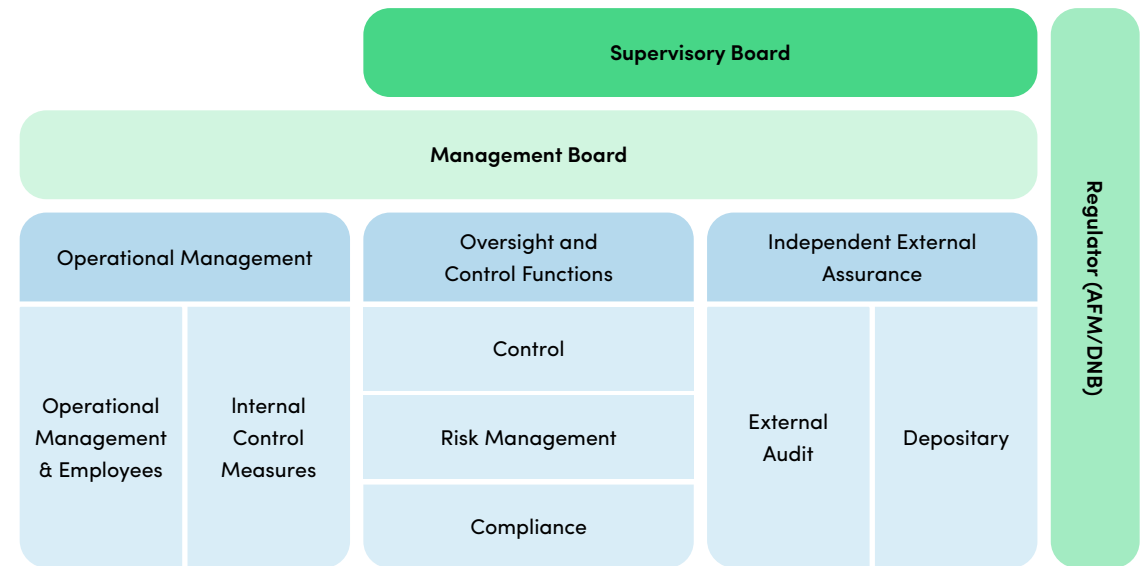 Supervisory Board
Management Board
Operational Management
Oversight and
Control Functions
Independent External
Assurance
Operational
Management
& Employees
Internal
Control
Measures
Control
Risk Management
Compliance
External
Audit
Depositary
Regulator (AFM/DNB)